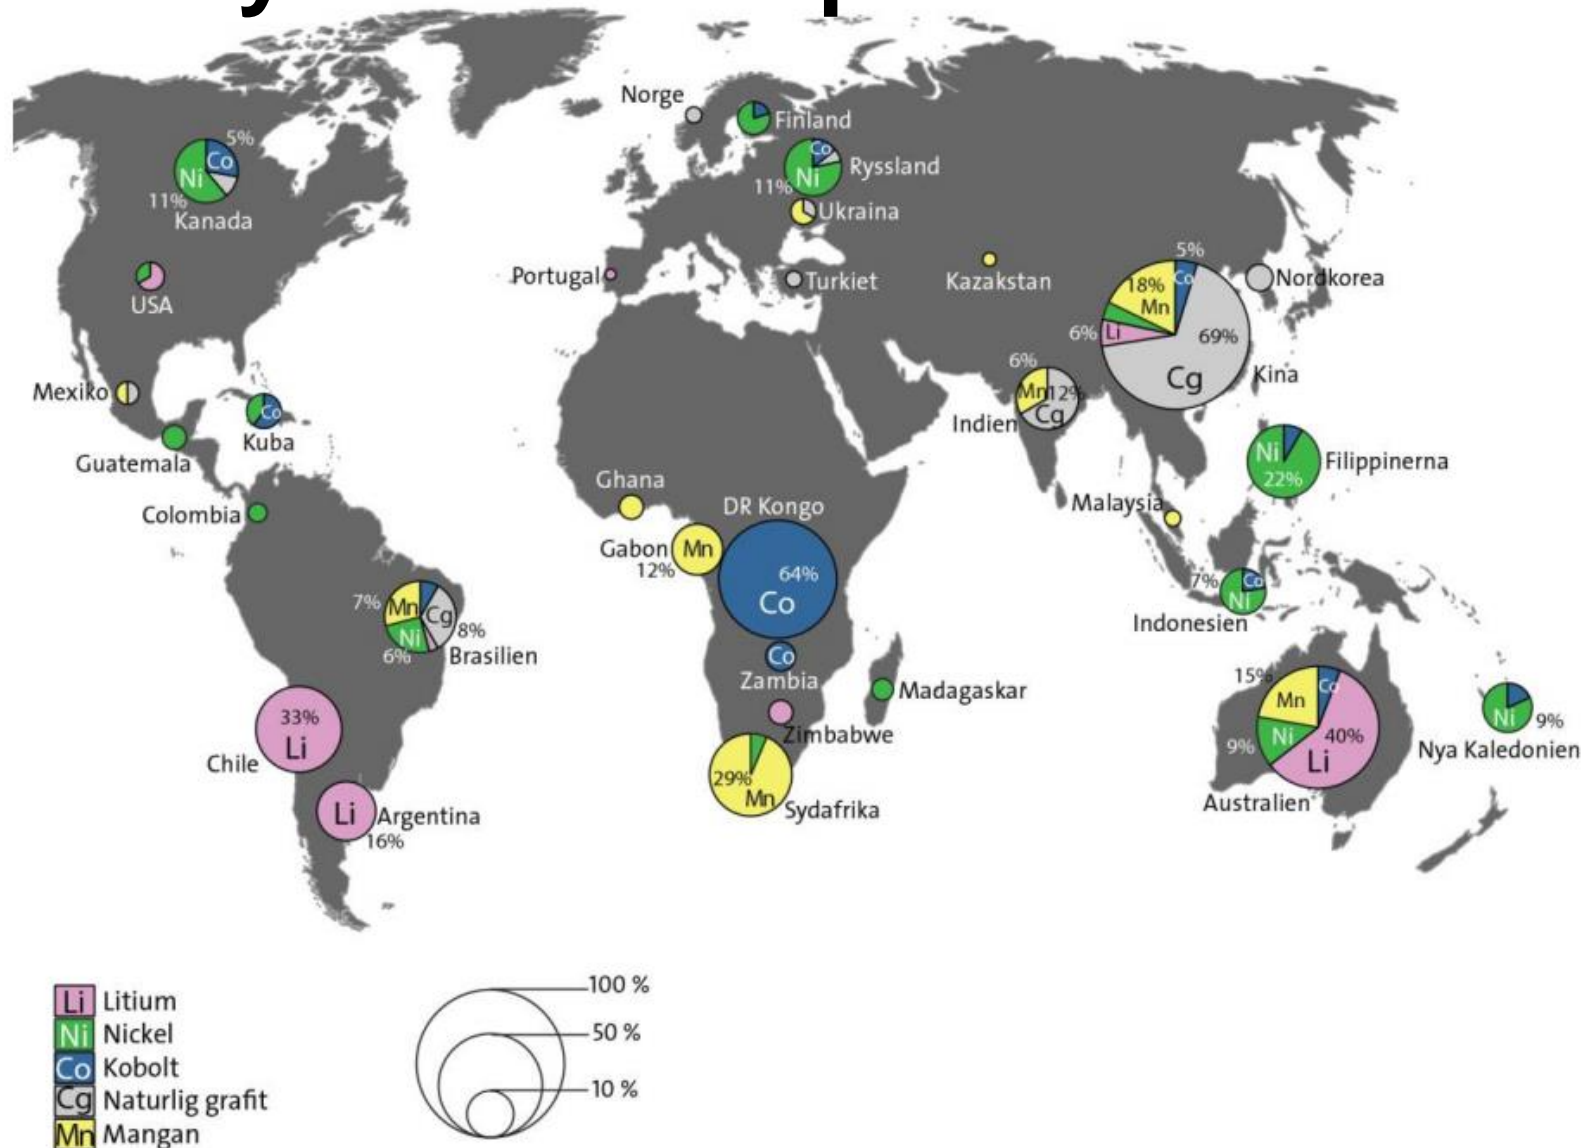 Norge
Finland
5%
Co
Ni
11%
Kanada
Co
Ni
11%
Ryssland
Ukraina
USA
Portugal
Turkiet
Kazakstan
5%
Co
18%
Mn
6%
Li
69%
Cg
Kina
Nordkorea
Mexiko
Co
Kuba
Guatemala
6%
Mn
12%
Cg
Indien
Colombia
Ghana
DR Kongo
Gabon
Mn
12%
64%
Co
Malaysia
Ni
22%
Filippinerna
7%
Co
Ni
Indonesien
7%
Mn
Cg
8%
Ni
6%
Brasilien
Co
Zambia
Madagaskar
Zimbabwe
33%
Li
Chile
Li
Argentina
16%
29%
Mn
Sydafrika
15%
Co
Mn
Ni
9%
40%
Li
Australien
Ni
9%
Nya Kaledonien
Li Litium
Ni Nickel
Co Kobolt
Cg Naturlig grafit
Mn Mangan
100 %
50 %
10 %